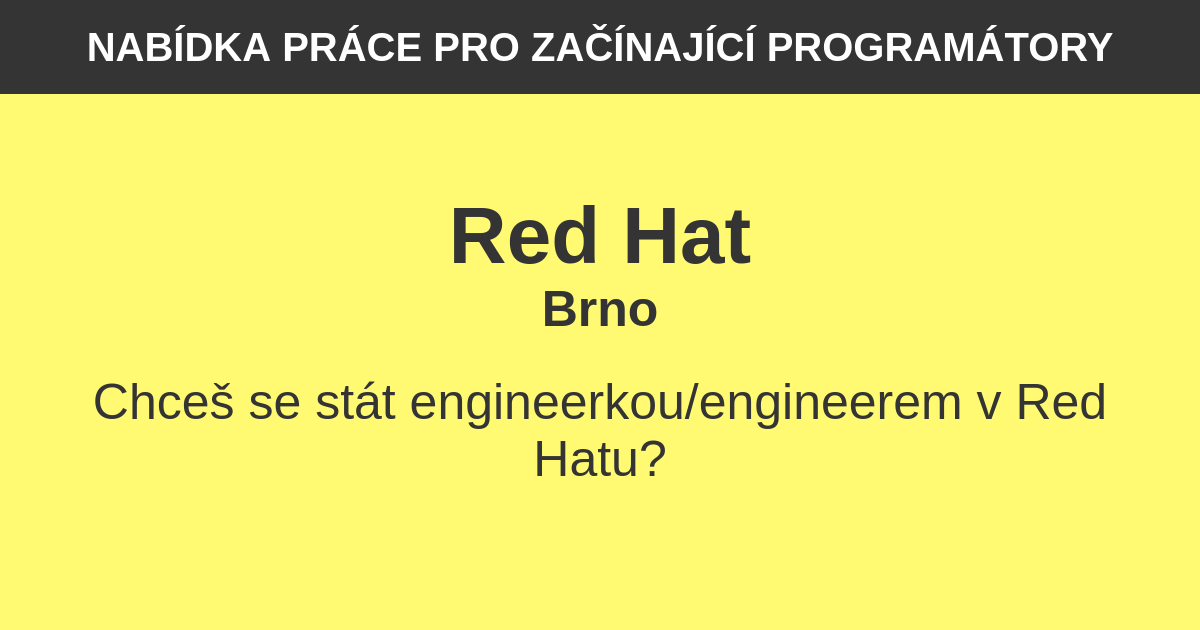 NABÍDKA PRÁCE PRO ZAČÍNAJÍCÍ PROGRAMÁTORY
Red Hat
Brno
Chceš se stát engineerkou/engineerem v Red
Hatu?